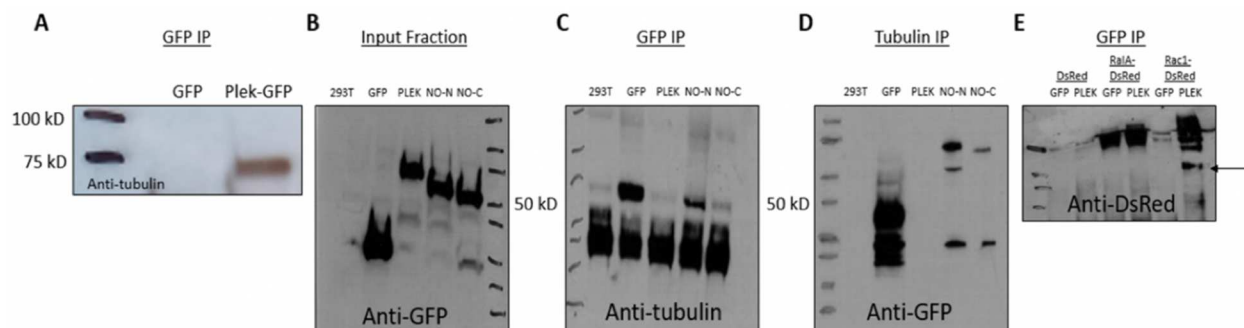 A
GFP IP
GFP Plek-GFP
100 kD
75 kD
Anti-tubulin
B
Input Fraction
293T GFP PLEK NO-N NO-C
50 kD
Anti-GFP
C
GFP IP
293T GFP PLEK NO-N NO-C
50 kD
Anti-tubulin
D
Tubulin IP
293T GFP PLEK NO-N NO-C
Anti-GFP
E
GFP IP
DsRed RalA-DsRed Rac1-DsRed
GFP PLEK GFP PLEK GFP PLEK
Anti-DsRed